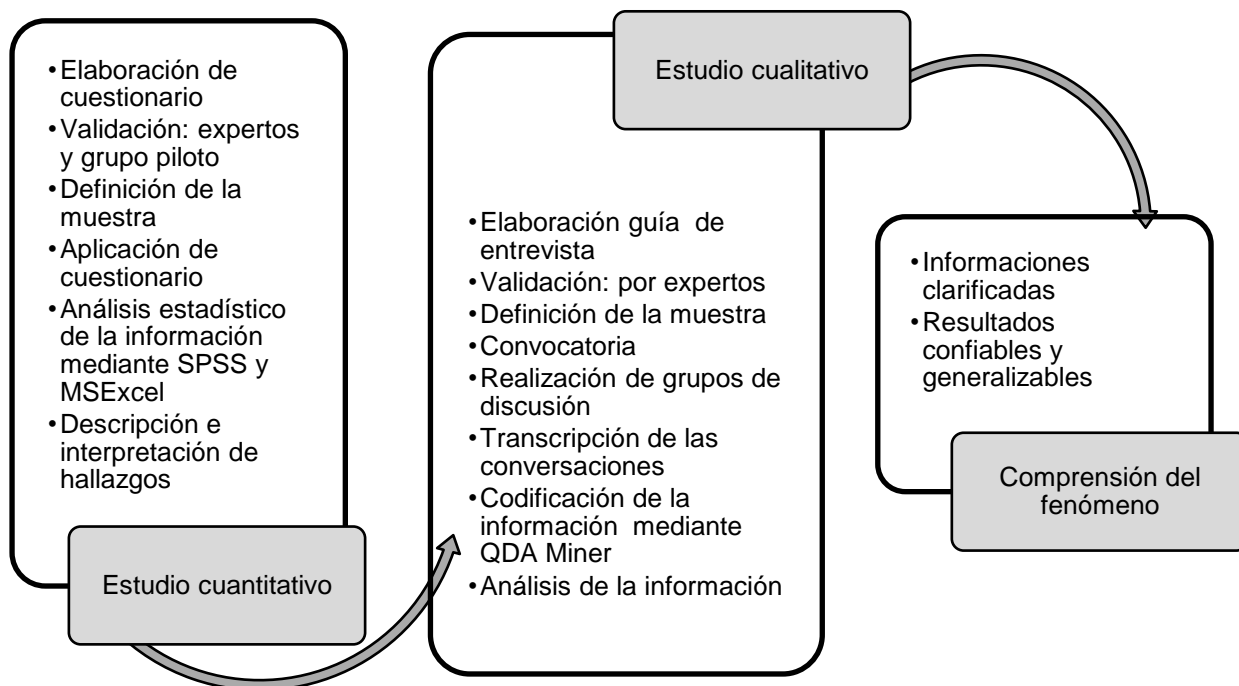 •Elaboración de
cuestionario
•Validación: expertos
y grupo piloto
•Definición de la
muestra
•Aplicación de
cuestionario
•Análisis estadístico
de la información
mediante SPSS y
MSExcel
•Descripción e
interpretación de
hallazgos
Estudio cuantitativo
Estudio cualitativo
•Elaboración guía de
entrevista
•Validación: por expertos
•Definición de la muestra
•Convocatoria
•Realización de grupos de
discusión
•Transcripción de las
conversaciones
•Codificación de la
información mediante
QDA Miner
•Análisis de la información
•Informaciones
clarificadas
•Resultados
confiables y
generalizables
Comprensión del
fenómeno